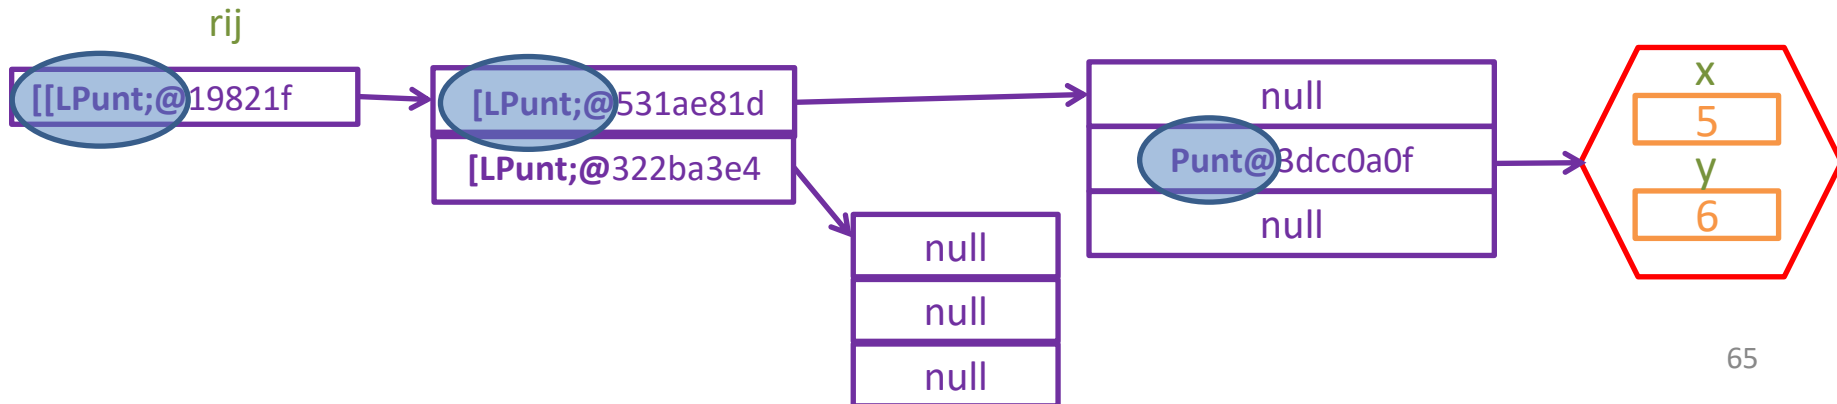 rij
[[LPunt;@19821f
[LPunt;@531ae81d
[LPunt;@322ba3e4
null
null
null
null
Punt@3dcc0a0f
null
x
5
y
6
65